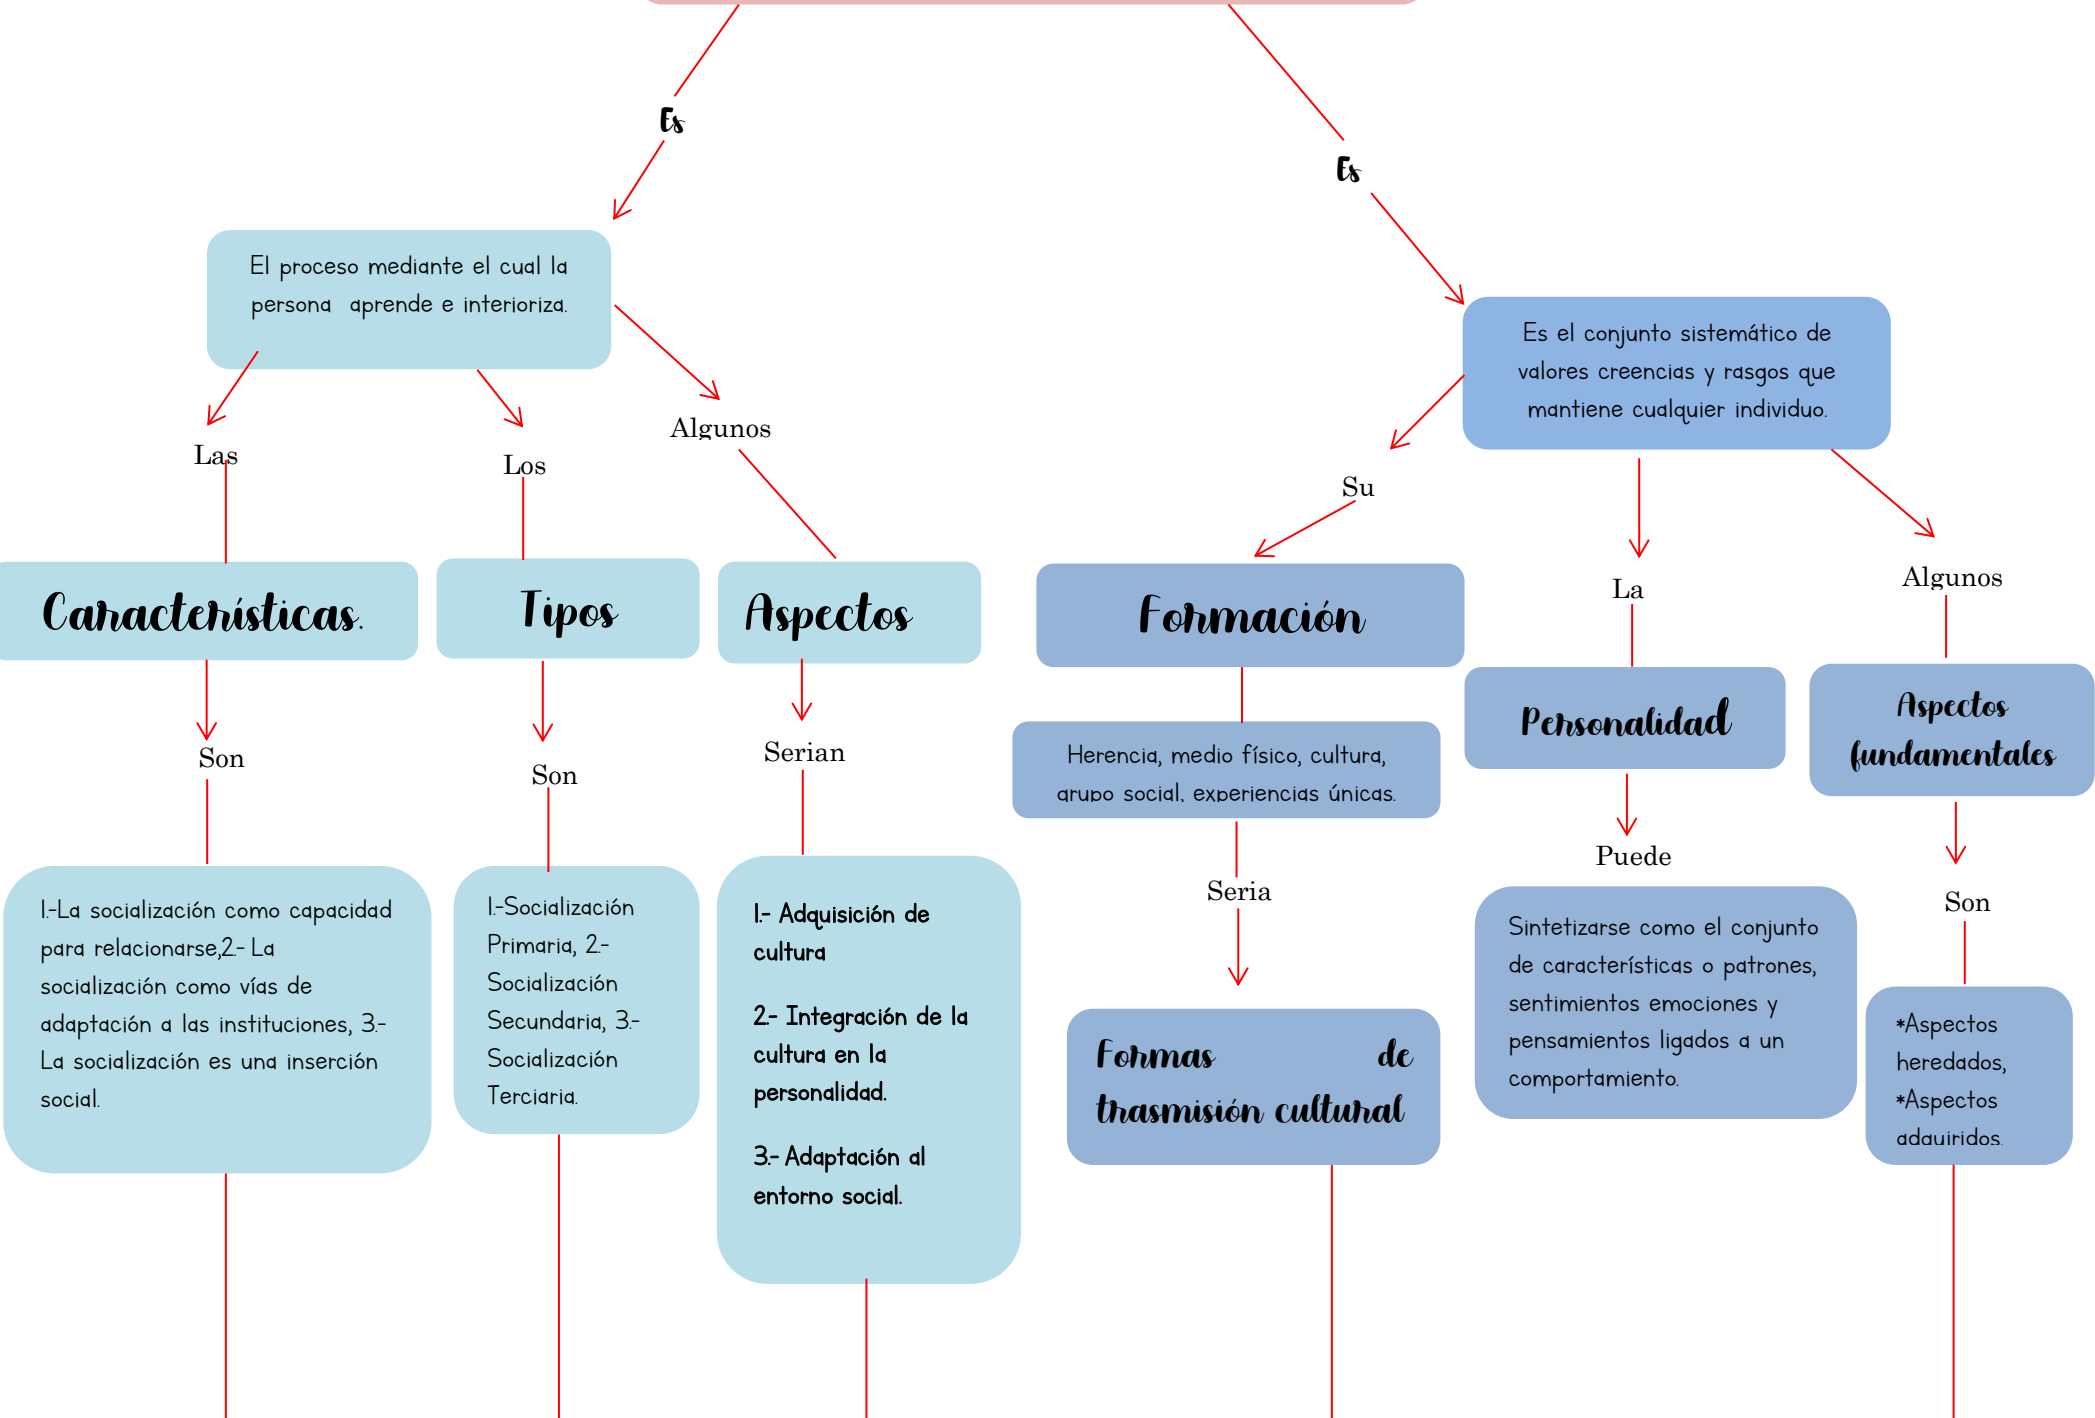 Es
Es
El proceso mediante el cual la
persona aprende e interioriza.
Es el conjunto sistemático de
valores creencias y rasgos que
mantiene cualquier individuo.
Las
Los
Algunos
Su
La
Algunos
Características.
Tipos
Aspectos
Formación
Personalidad
Aspectos
fundamentales
Son
Son
Serian
Herencia, medio físico, cultura,
grupo social, experiencias únicas.
Seria
Puede
Son
1.-La socialización como capacidad
para relacionarse,2.- La
socialización como vías de
adaptación a las instituciones, 3.-
La socialización es una inserción
social.
1.-Socialización
Primaria, 2.-
Socialización
Secundaria, 3.-
Socialización
Terciaria.
1.- Adquisición de
cultura
2.- Integración de la
cultura en la
personalidad.
3.- Adaptación al
entorno social.
Formas de
trasmisión cultural
Sintetizarse como el conjunto
de características o patrones,
sentimientos emociones y
pensamientos ligados a un
comportamiento.
*Aspectos
heredados,
*Aspectos
adquiridos.